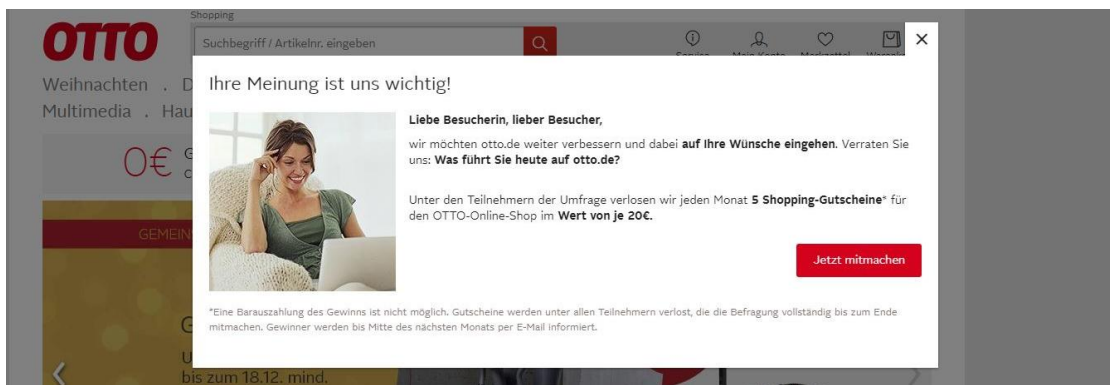 Shopping
OTTO
Suchbegriff / Artikelnr. eingeben
Service Mein Konto Merkzettel
Weihnachten .
Multimedia . Hau
0€
GEMEIN
bis zum 18.12. mind.
Ihre Meinung ist uns wichtig!
Liebe Besucherin, lieber Besucher,
wir möchten otto.de weiter verbessern und dabei auf Ihre Wünsche eingehen. Verraten Sie
uns: Was führt Sie heute auf otto.de?
Unter den Teilnehmern der Umfrage verlosen wir jeden Monat 5 Shopping-Gutscheine* für
den OTTO-Online-Shop im Wert von je 20€.
Jetzt mitmachen
*Eine Barauszahlung des Gewinns ist nicht möglich. Gutscheine werden unter allen Teilnehmern verlost, die die Befragung vollständig bis zum Ende
mitmachen. Gewinner werden bis Mitte des nächsten Monats per E-Mail informiert.